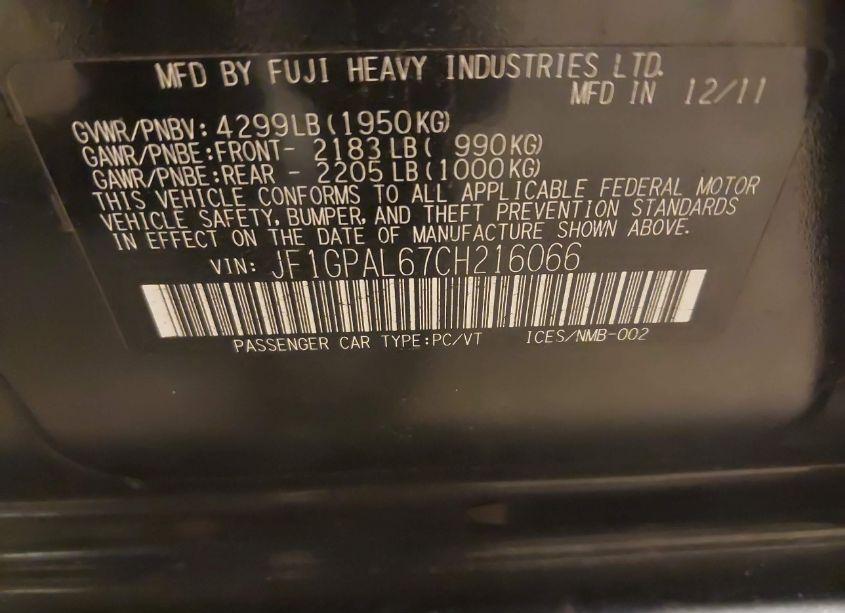 MFD BY FUJI HEAVY INDUSTRIES LTD.
MFD IN 12/11
GVWR/PNBV: 4299LB(1950KG)
GAWR/PNBE:FRONT- 2183LB( 990KG)
GAWR/PNBE:REAR - 2205LB(1000KG)
THIS VEHICLE CONFORMS TO ALL APPLICABLE FEDERAL MOTOR
VEHICLE SAFETY, BUMPER, AND THEFT PREVENTION STANDARDS
IN EFFECT ON THE DATE OF MANUFACTURE SHOWN ABOVE.
VIN: JF1GPAL67CH216066
PASSENGER CAR TYPE:PC/VT ICES/NMB-002